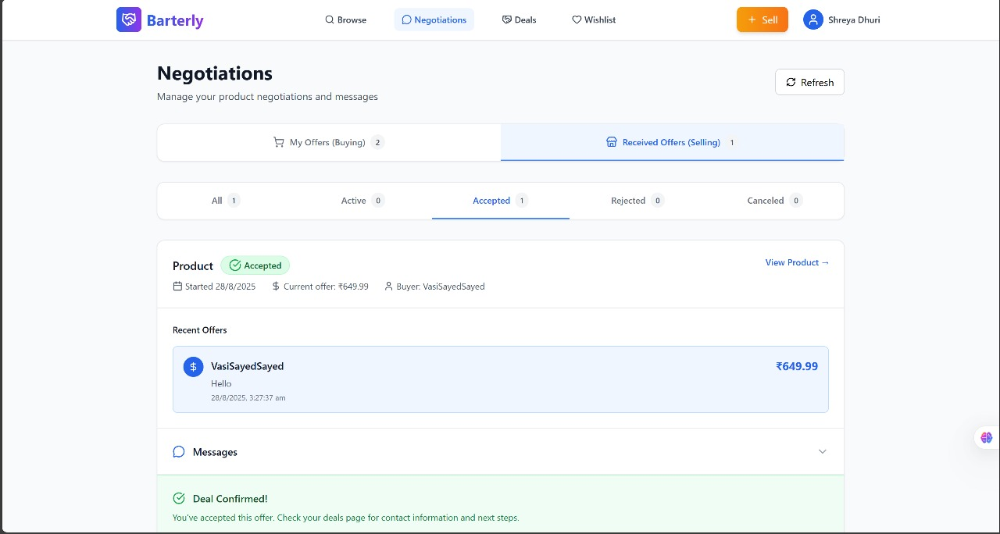 Barterly
Browse
Negotiations
Deals
Wishlist
+ Sell
Shreya Dhuri
Negotiations
Manage your product negotiations and messages
Refresh
My Offers (Buying) 2
Received Offers (Selling) 1
All 1
Active 0
Accepted 1
Rejected 0
Canceled 0
Product
Accepted
View Product →
Started 28/8/2025
$ Current offer: ₹649.99
Buyer: VasiSayedSayed
Recent Offers
$
VasiSayedSayed
₹649.99
Hello
28/8/2025, 3:27:37 am
Messages
Deal Confirmed!
You've accepted this offer. Check your deals page for contact information and next steps.